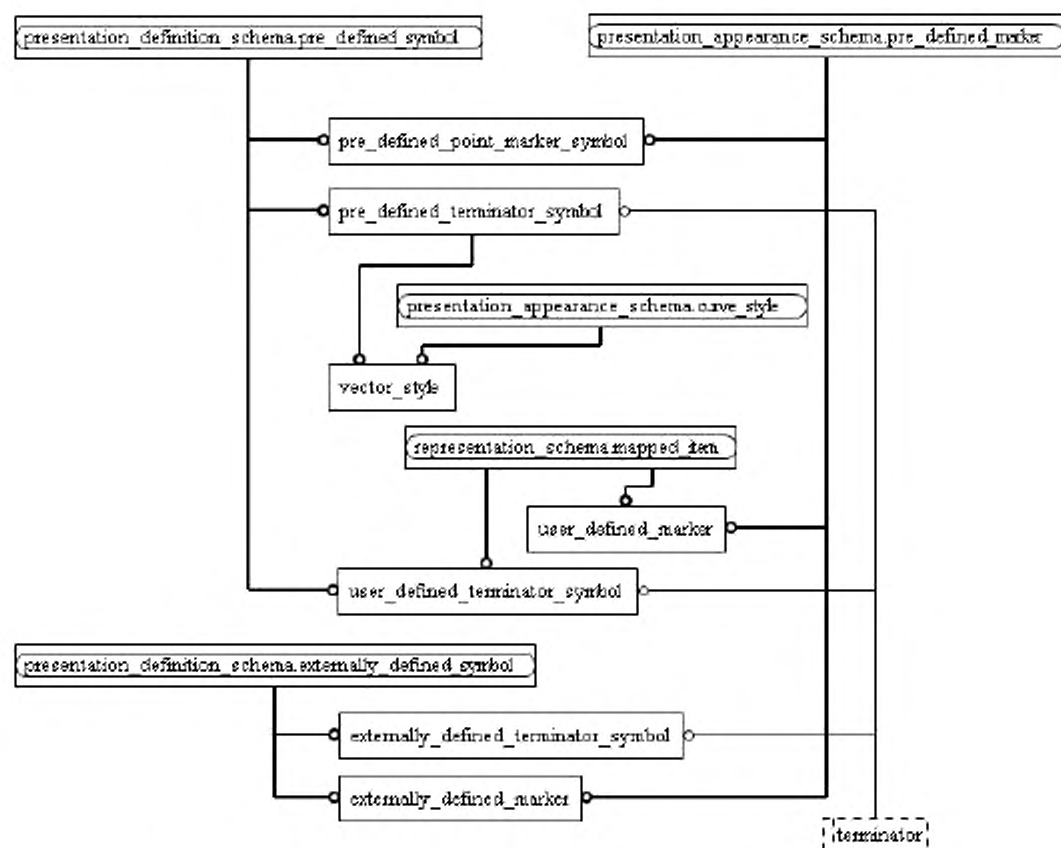 presentation_definition_schema.pre_defined_symbol
presentation_appearance_schema.pre_defined_marker
pre_defined_point_marker_symbol
pre_defined_terminator_symbol
presentation_appearance_schema.curve_style
vector_style
representation_schema.mapped_item
user_defined_marker
user_defined_terminator_symbol
presentation_definition_schema.externally_defined_symbol
externally_defined_terminator_symbol
externally_defined_marker
terminator